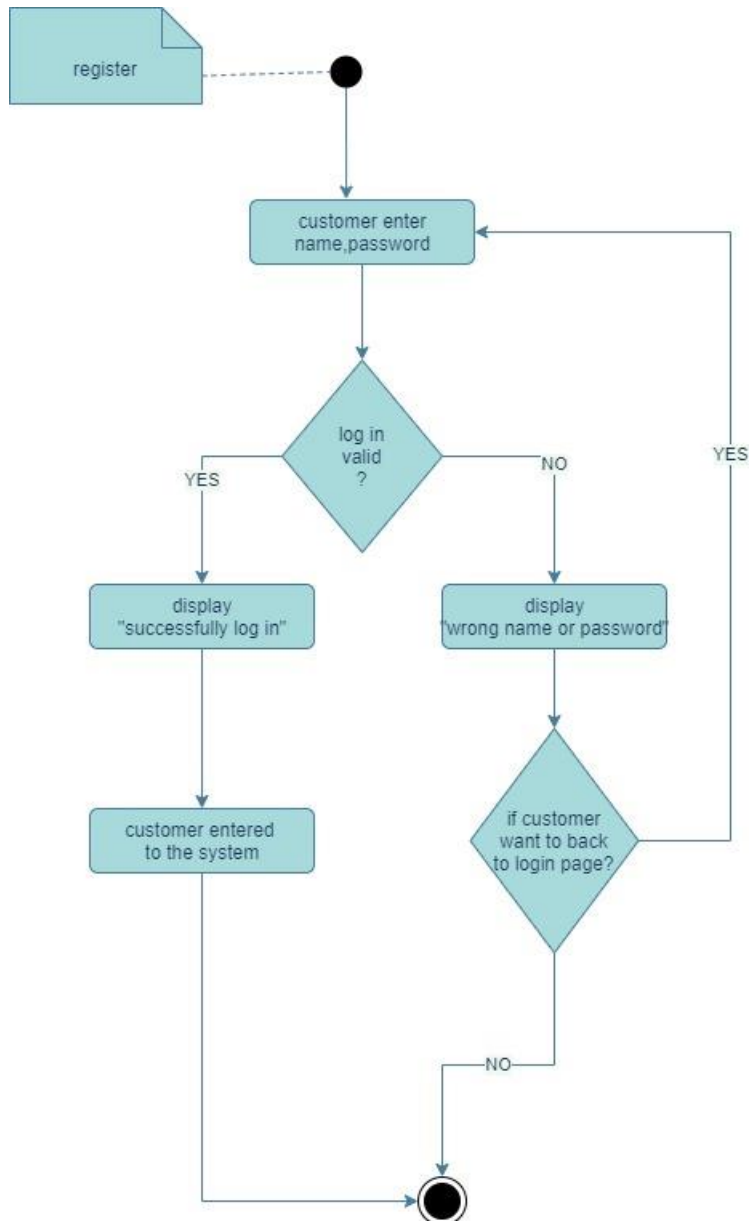 register
customer enter
name,password
log in
valid
?
YES
NO
YES
display
"successfully log in"
display
"wrong name or password"
customer entered
to the system
if customer
want to back
to login page?
NO